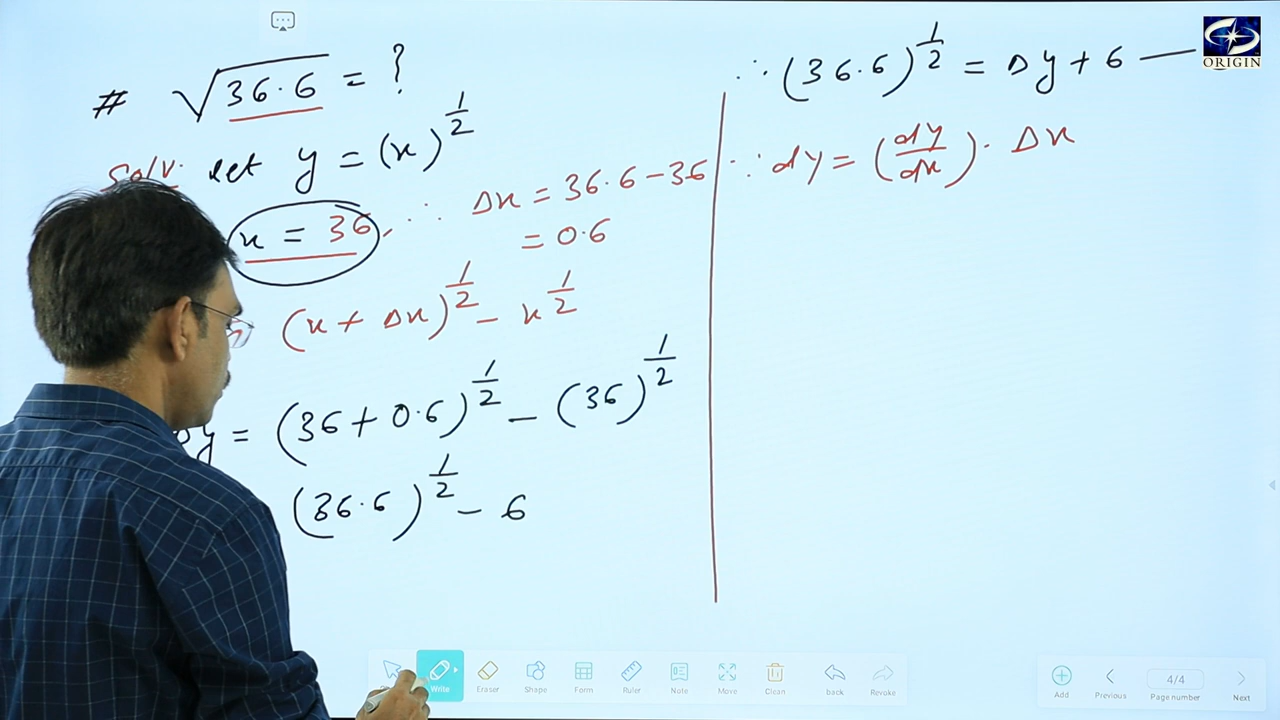 # √36.6 = ?
Solv: let y = (x)^1/2
x = 36, ∴ Δx = 36.6 - 36
= 0.6
(x + Δx)^1/2 - x^1/2
Δy = (36 + 0.6)^1/2 - (36)^1/2
(36.6)^1/2 - 6
∴ (36.6)^1/2 = Δy + 6 —
∵ dy = (dy/dx) · Δx
ORIGIN
Write
Eraser
Shape
Form
Ruler
Note
Move
Clean
back
Revoke
Add
Previous
4/4
Page number
Next